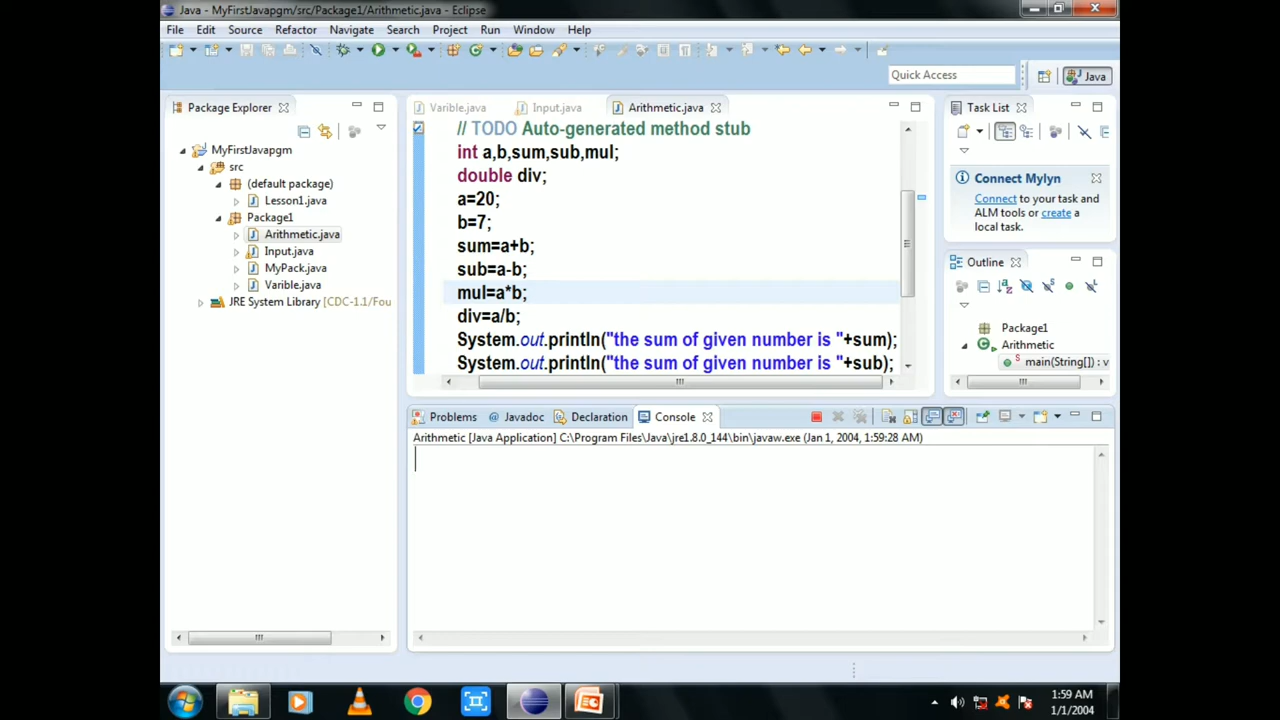 Java - MyFirstJavapgm/src/Package1/Arithmetic.java - Eclipse
File Edit Source Refactor Navigate Search Project Run Window Help
Quick Access
Java
Package Explorer
Varible.java
Input.java
Arithmetic.java
Task List
MyFirstJavapgm
src
(default package)
Lesson1.java
Package1
Arithmetic.java
Input.java
MyPack.java
Varible.java
JRE System Library [CDC-1.1/Fou
// TODO Auto-generated method stub
int a,b,sum,sub,mul;
double div;
a=20;
b=7;
sum=a+b;
sub=a-b;
mul=a*b;
div=a/b;
System.out.println("the sum of given number is "+sum);
System.out.println("the sum of given number is "+sub);
Connect Mylyn
Connect to your task and
ALM tools or create a
local task.
Outline
Package1
Arithmetic
main(String[]) : v
Problems
@ Javadoc
Declaration
Console
Arithmetic [Java Application] C:\Program Files\Java\jre1.8.0_144\bin\javaw.exe (Jan 1, 2004, 1:59:28 AM)
1:59 AM
1/1/2004